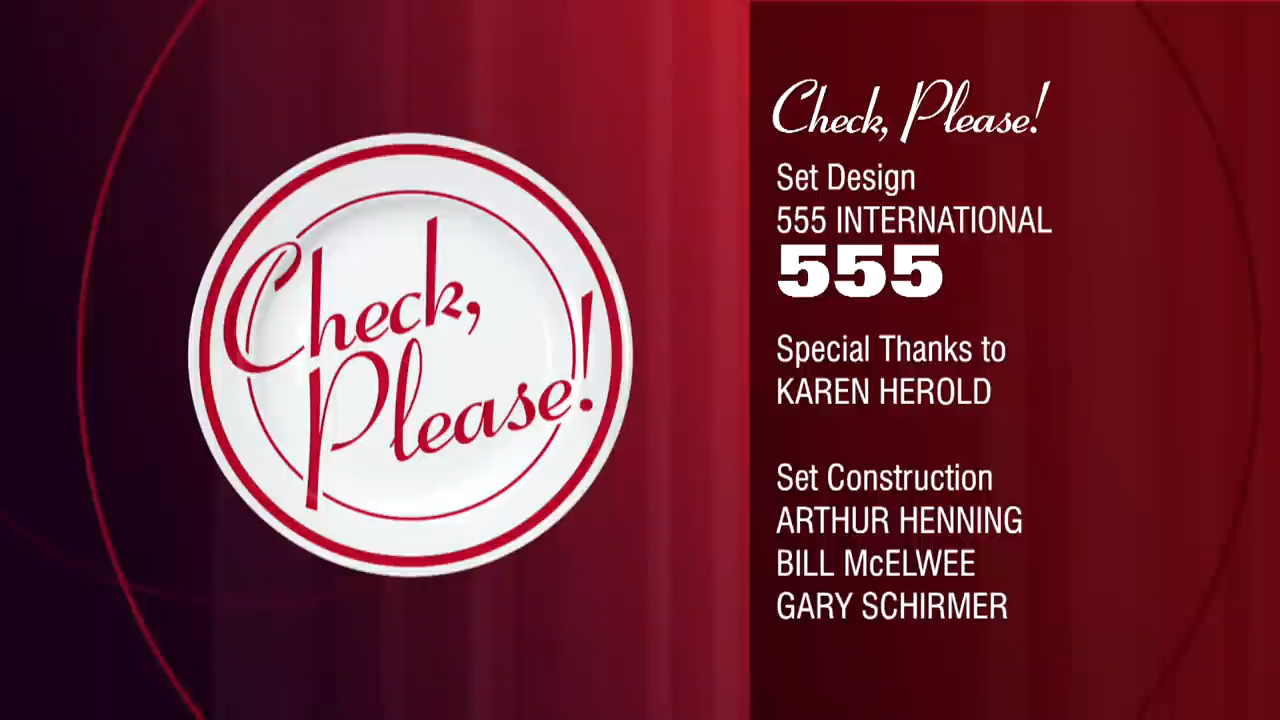 Check,
Please!
Check, Please!
Set Design
555 INTERNATIONAL
555
Special Thanks to
KAREN HEROLD
Set Construction
ARTHUR HENNING
BILL McELWEE
GARY SCHIRMER